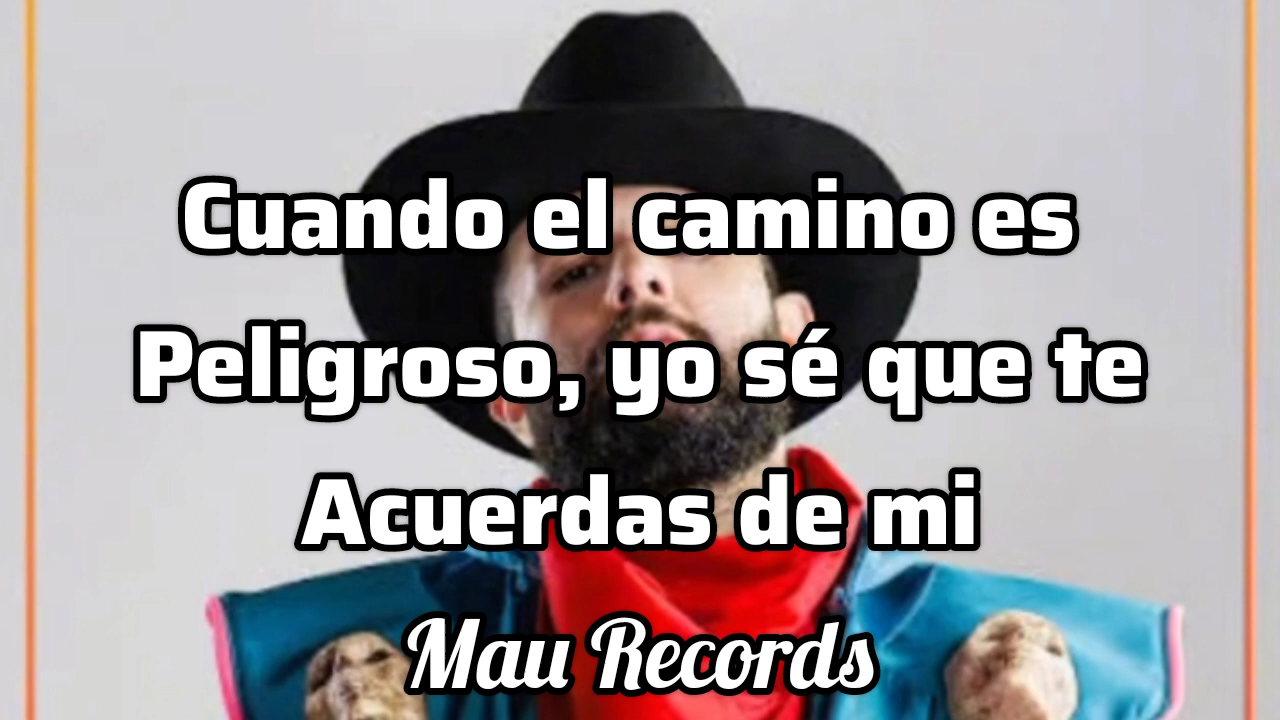 Cuando el camino es
Peligroso, yo sé que te
Acuerdas de mi
Mau Records